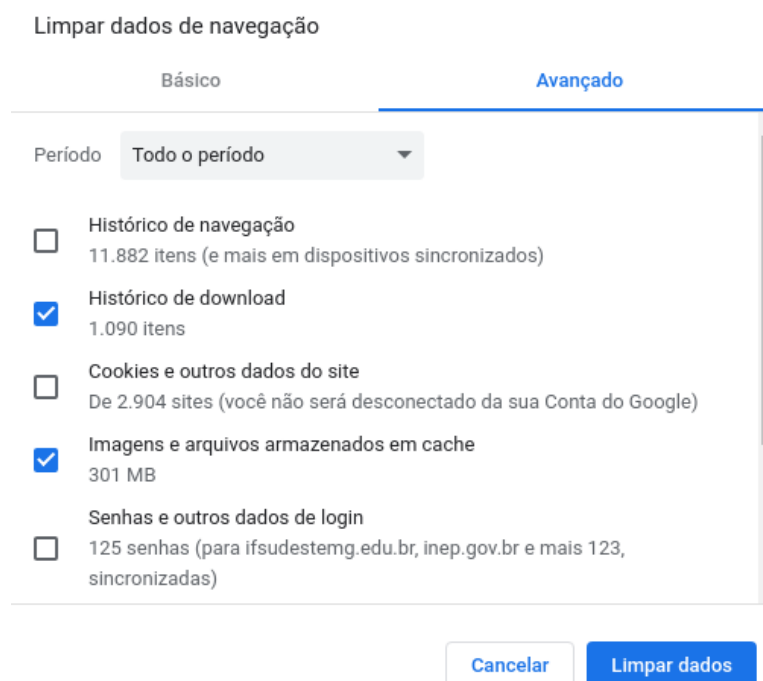 Limpar dados de navegação
Básico
Avançado
Período
Todo o período
Histórico de navegação
11.882 itens (e mais em dispositivos sincronizados)
Histórico de download
1.090 itens
Cookies e outros dados do site
De 2.904 sites (você não será desconectado da sua Conta do Google)
Imagens e arquivos armazenados em cache
301 MB
Senhas e outros dados de login
125 senhas (para ifsudestemg.edu.br, inep.gov.br e mais 123,
sincronizadas)
Cancelar
Limpar dados